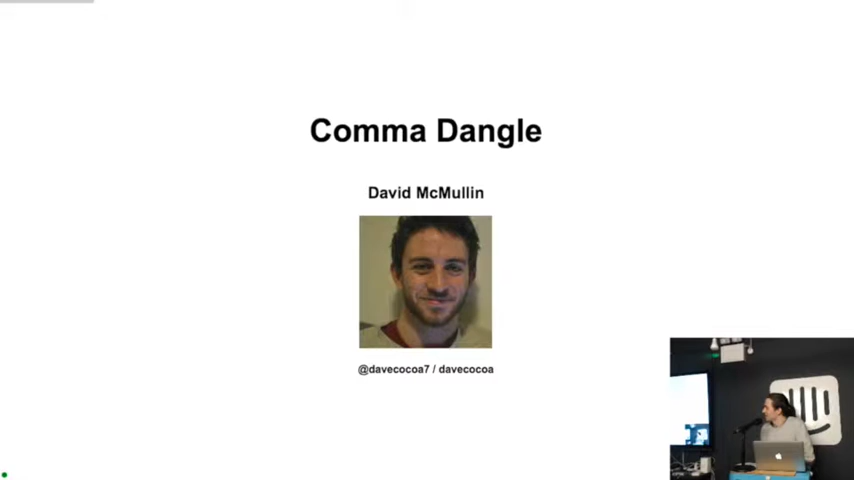 Comma Dangle
David McMullin
@davecocoa7 / davecocoa